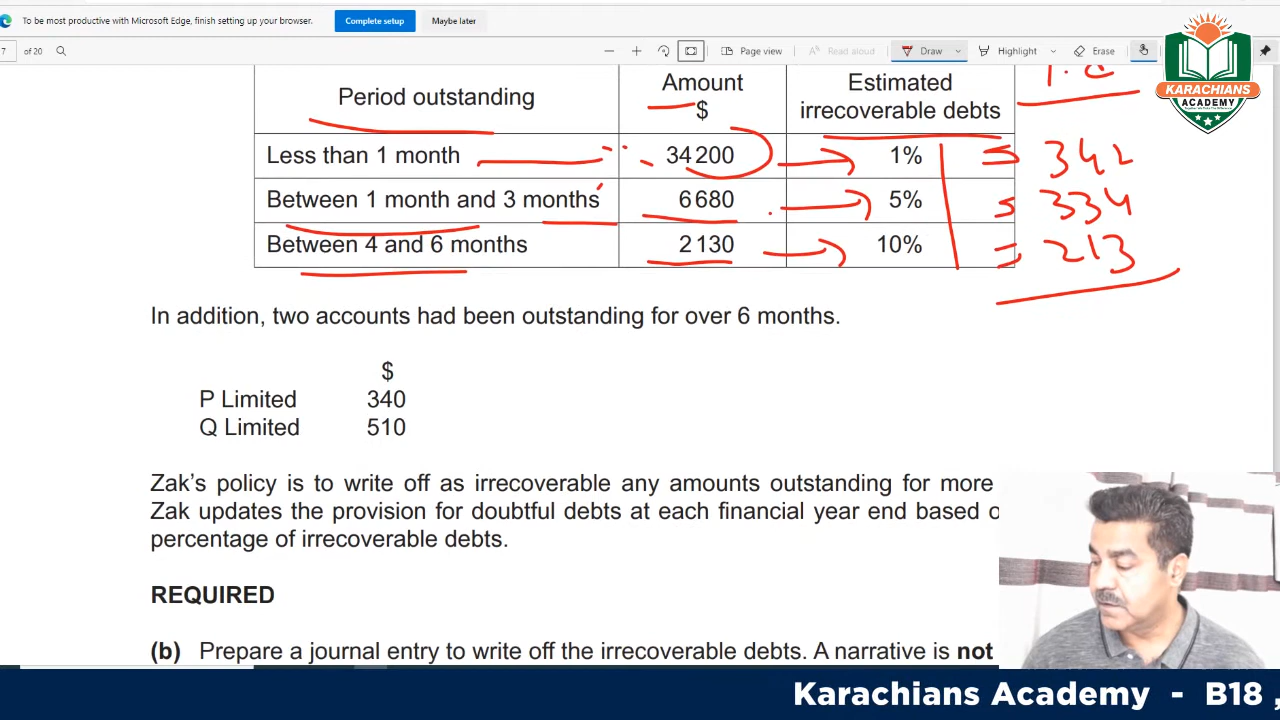 To be most productive with Microsoft Edge, finish setting up your browser. Complete setup Maybe later
7 of 20 Page view Read aloud Draw Highlight Erase
KARACHIANS
ACADEMY
Period outstanding Amount $ Estimated irrecoverable debts
Less than 1 month 34 200 1% = 342
Between 1 month and 3 months 6 680 5% = 334
Between 4 and 6 months 2 130 10% = 213
In addition, two accounts had been outstanding for over 6 months.
$
P Limited 340
Q Limited 510
Zak's policy is to write off as irrecoverable any amounts outstanding for more
Zak updates the provision for doubtful debts at each financial year end based o
percentage of irrecoverable debts.
REQUIRED
(b) Prepare a journal entry to write off the irrecoverable debts. A narrative is not
Karachians Academy - B18 ,